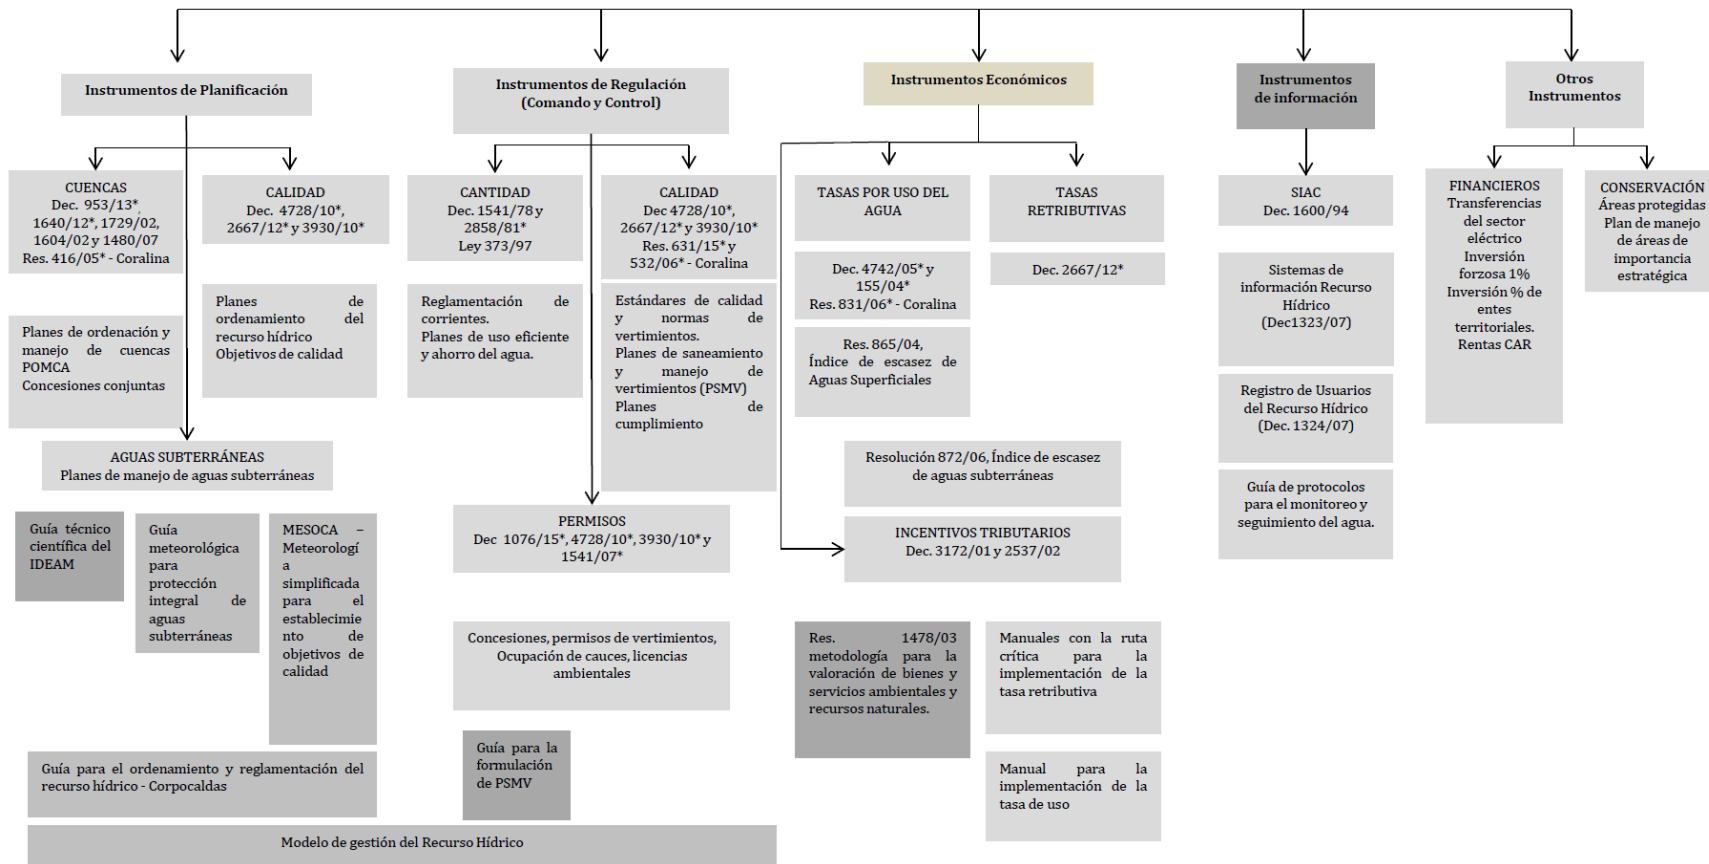 Instrumentos de Planificación
CUENCAS
Dec. 953/13*,
1640/12*, 1729/02,
1604/02 y 1480/07
Res. 416/05* - Coralina
Planes de ordenación y
manejo de cuencas
POMCA
Concesiones conjuntas
CALIDAD
Dec. 4728/10*,
2667/12* y 3930/10*
Planes de
ordenamiento del
recurso hídrico
Objetivos de calidad
AGUAS SUBTERRÁNEAS
Planes de manejo de aguas subterráneas
Guía técnico
científica del
IDEAM
Guía
meteorológica
para
protección
integral de
aguas
subterráneas
MESOCA –
Meteorologí
a
simplificada
para el
establecimie
nto de
objetivos de
calidad
Guía para el ordenamiento y reglamentación del
recurso hídrico - Corpocaldas
Modelo de gestión del Recurso Hídrico
Instrumentos de Regulación
(Comando y Control)
CANTIDAD
Dec. 1541/78 y
2858/81*
Ley 373/97
Reglamentación de
corrientes.
Planes de uso eficiente
y ahorro del agua.
CALIDAD
Dec 4728/10*,
2667/12* y 3930/10*
Res. 631/15* y
532/06* - Coralina
Estándares de calidad
y normas de
vertimientos.
Planes de saneamiento
y manejo de
vertimientos (PSMV)
Planes de
cumplimiento
PERMISOS
Dec 1076/15*, 4728/10*, 3930/10* y
1541/07*
Concesiones, permisos de vertimientos,
Ocupación de cauces, licencias
ambientales
Guía para la
formulación
de PSMV
Instrumentos Económicos
TASAS POR USO DEL
AGUA
Dec. 4742/05* y
155/04*
Res. 831/06* - Coralina
Res. 865/04,
Índice de escasez de
Aguas Superficiales
TASAS
RETRIBUTIVAS
Dec. 2667/12*
Resolución 872/06, Índice de escasez
de aguas subterráneas
INCENTIVOS TRIBUTARIOS
Dec. 3172/01 y 2537/02
Res. 1478/03
metodología para la
valoración de bienes y
servicios ambientales y
recursos naturales.
Manuales con la ruta
crítica para la
implementación de la
tasa retributiva
Manual para la
implementación de la
tasa de uso
Instrumentos
de información
SIAC
Dec. 1600/94
Sistemas de
información Recurso
Hídrico
(Dec1323/07)
Registro de Usuarios
del Recurso Hídrico
(Dec. 1324/07)
Guía de protocolos
para el monitoreo y
seguimiento del agua.
Otros
Instrumentos
FINANCIEROS
Transferencias
del sector
eléctrico
Inversión
forzosa 1%
Inversión % de
entes
territoriales.
Rentas CAR
CONSERVACIÓN
Áreas protegidas
Plan de manejo
de áreas de
importancia
estratégica